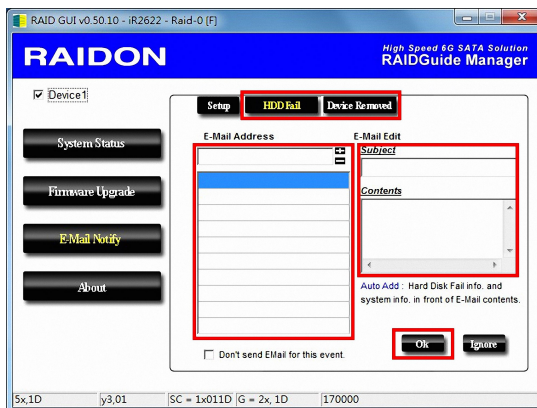 RAID GUI v0.50.10 - iR2622 - Raid-0 [F]
RAIDON
High Speed 6G SATA Solution
RAIDGuide Manager
Device1
System Status
Firmware Upgrade
E-Mail Notify
About
Setup
HDD Fail
Device Removed
E-Mail Address
E-Mail Edit
Subject
Contents
Auto Add : Hard Disk Fail info. and
system info. in front of E-Mail contents.
Don't send EMail for this event.
Ok
Ignore
5x,1D
y3,01
SC = 1x011D
G = 2x, 1D
170000